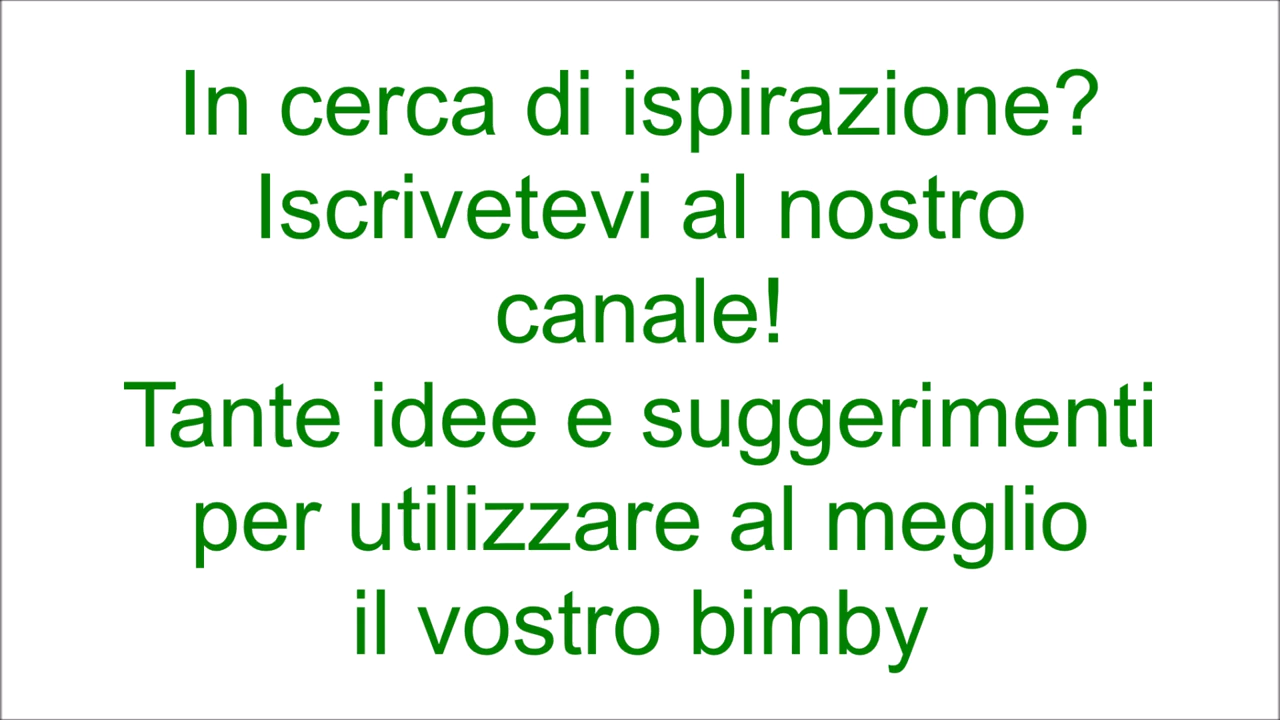 In cerca di ispirazione?
Iscrivetevi al nostro
canale!
Tante idee e suggerimenti
per utilizzare al meglio
il vostro bimby